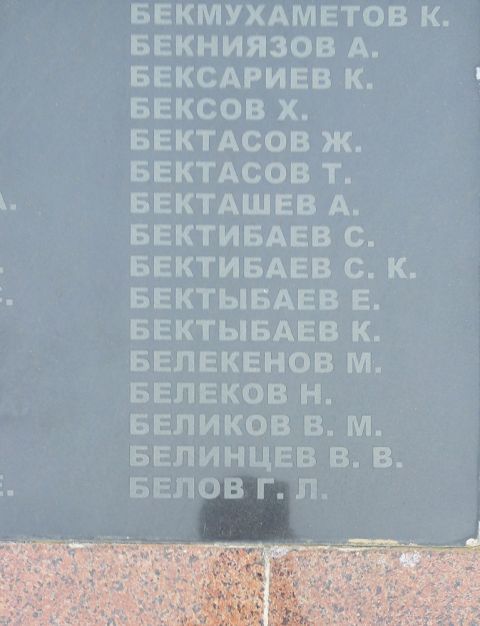 БЕКМУХАМЕТОВ К.
БЕКНИЯЗОВ А.
БЕКСАРИЕВ К.
БЕКСОВ Х.
БЕКТАСОВ Ж.
БЕКТАСОВ Т.
БЕКТАШЕВ А.
БЕКТИБАЕВ С.
БЕКТИБАЕВ С. К.
БЕКТЫБАЕВ Е.
БЕКТЫБАЕВ К.
БЕЛЕКЕНОВ М.
БЕЛЕКОВ Н.
БЕЛИКОВ В. М.
БЕЛИНЦЕВ В. В.
БЕЛОВ Г. Л.